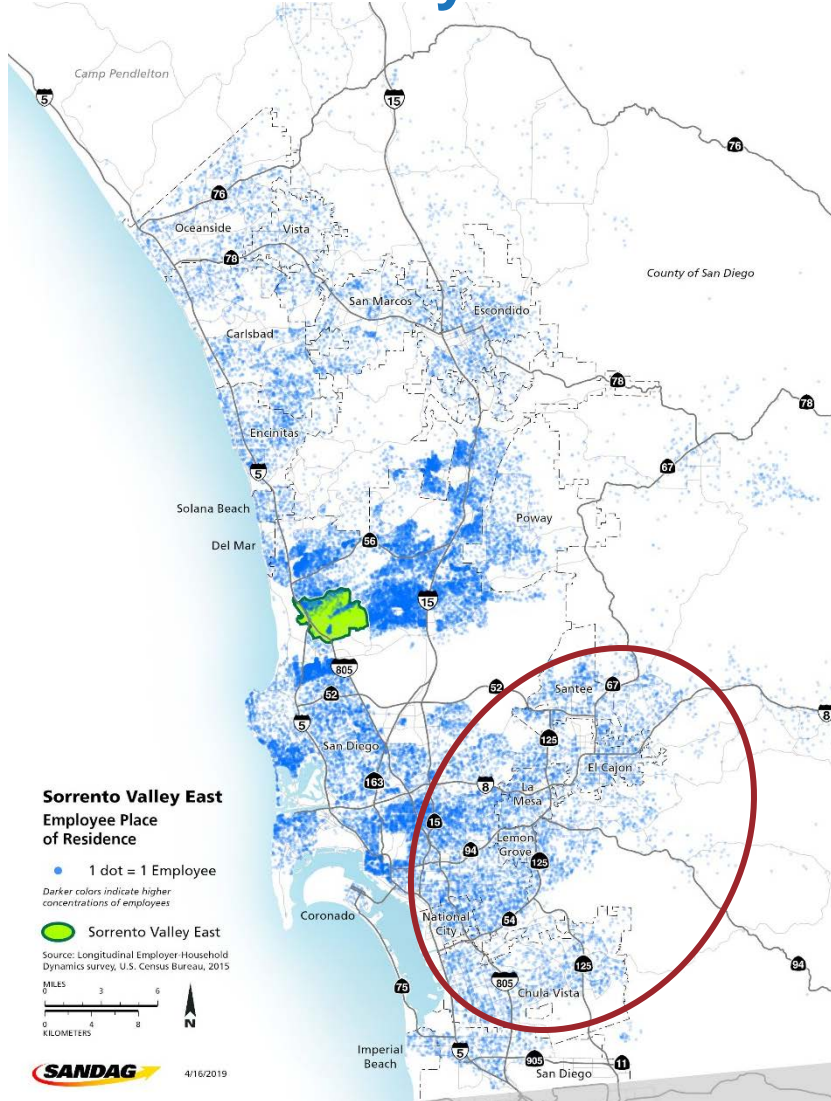 y
Camp Pendlelton
5
15
76
76
Oceanside
Vista
78
County of San Diego
San Marcos
Escondido
Carlsbad
78
78
Encinitas
67
5
Solana Beach
Poway
Del Mar
56
15
805
52
52
Santee
67
5
8
125
San Diego
El Cajon
163
8
La
Mesa
15
Lemon
Grove
94
125
Sorrento Valley East
Employee Place
of Residence
1 dot = 1 Employee
Darker colors indicate higher
concentrations of employees
Coronado
National
City
54
Sorrento Valley East
Source: Longitudinal Employer-Household
Dynamics survey, U.S. Census Bureau, 2015
125
94
805
Chula Vista
75
MILES
0 3 6
0 4 8
KILOMETERS
N
Imperial
Beach
5
905
11
San Diego
SANDAG
4/16/2019